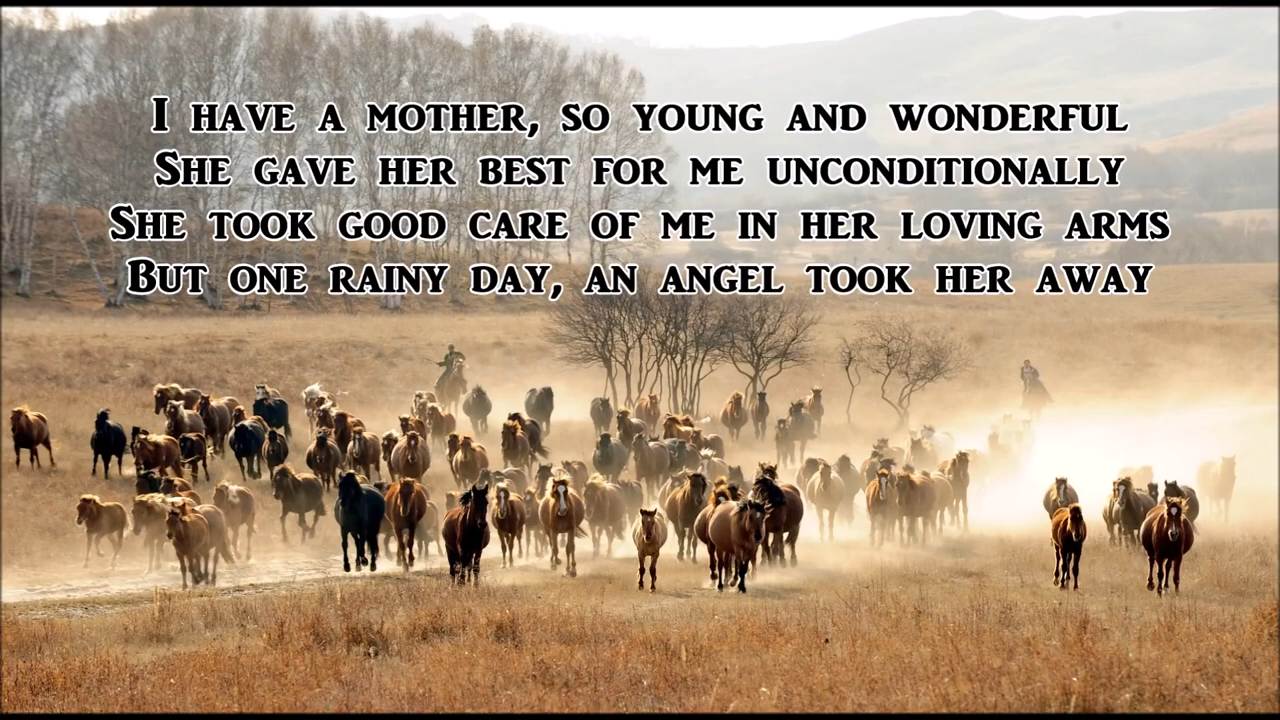 I have a mother, so young and wonderful
She gave her best for me unconditionally
She took good care of me in her loving arms
But one rainy day, an angel took her away